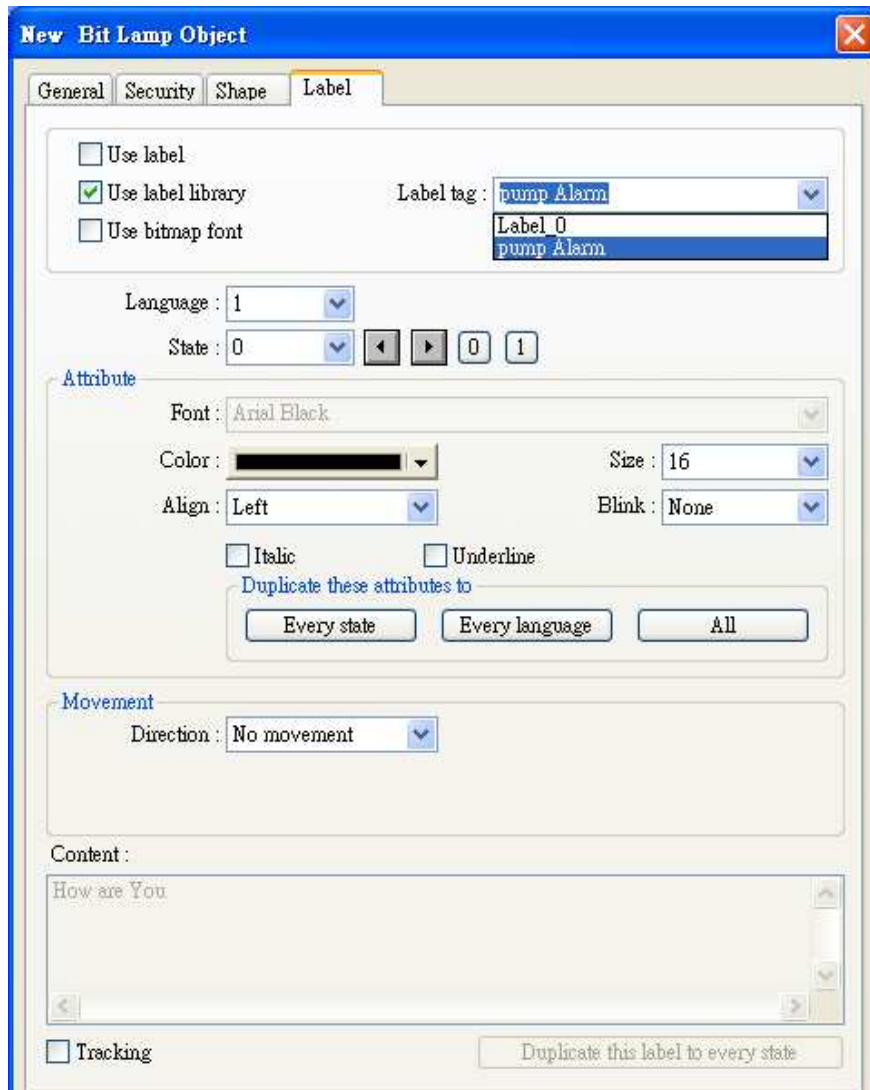 New Bit Lamp Object
General Security Shape Label
Use label
Use label library Label tag : pump Alarm
Use bitmap font Label_0
pump Alarm
Language : 1
State : 0 0 1
Attribute
Font : Arial Black
Color : Size : 16
Align : Left Blink : None
Italic Underline
Duplicate these attributes to
Every state Every language All
Movement
Direction : No movement
Content :
How are You
Tracking Duplicate this label to every state